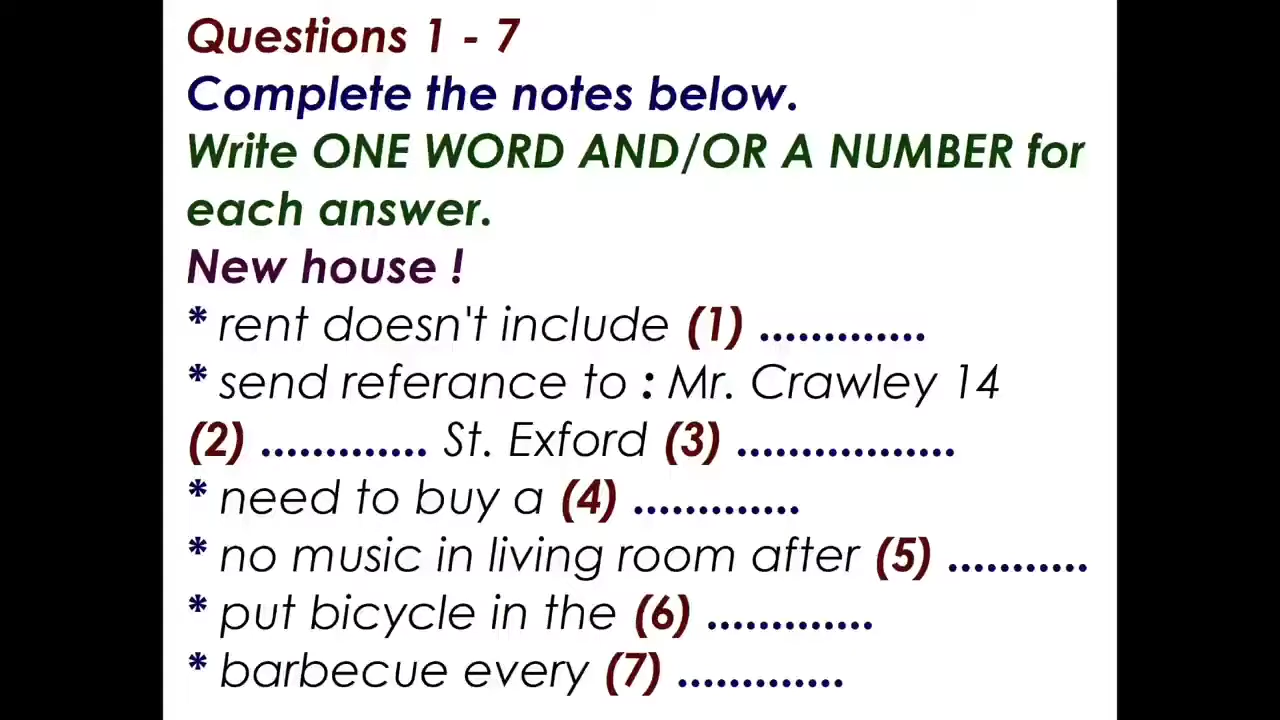 Questions 1 - 7
Complete the notes below.
Write ONE WORD AND/OR A NUMBER for
each answer.
New house !
* rent doesn't include (1) .............
* send referance to : Mr. Crawley 14
(2) ............. St. Exford (3) .................
* need to buy a (4) .............
* no music in living room after (5) ...........
* put bicycle in the (6) .............
* barbecue every (7) .............